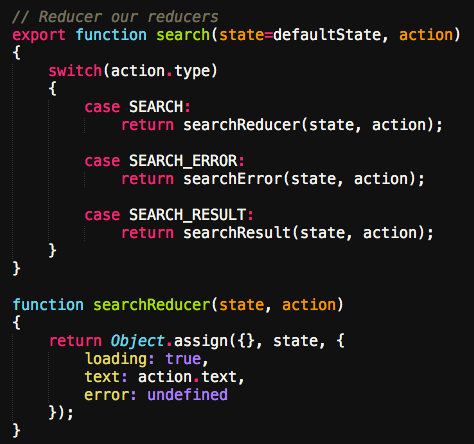 // Reducer our reducers
export function search(state=defaultState, action)
{
    switch(action.type)
    {
        case SEARCH:
            return searchReducer(state, action);

        case SEARCH_ERROR:
            return searchError(state, action);

        case SEARCH_RESULT:
            return searchResult(state, action);
    }
}

function searchReducer(state, action)
{
    return Object.assign({}, state, {
        loading: true,
        text: action.text,
        error: undefined
    });
}